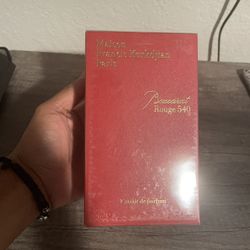 Maison
Francis Kurkdjian
Paris
Baccarat
Rouge 540
Extrait de parfum